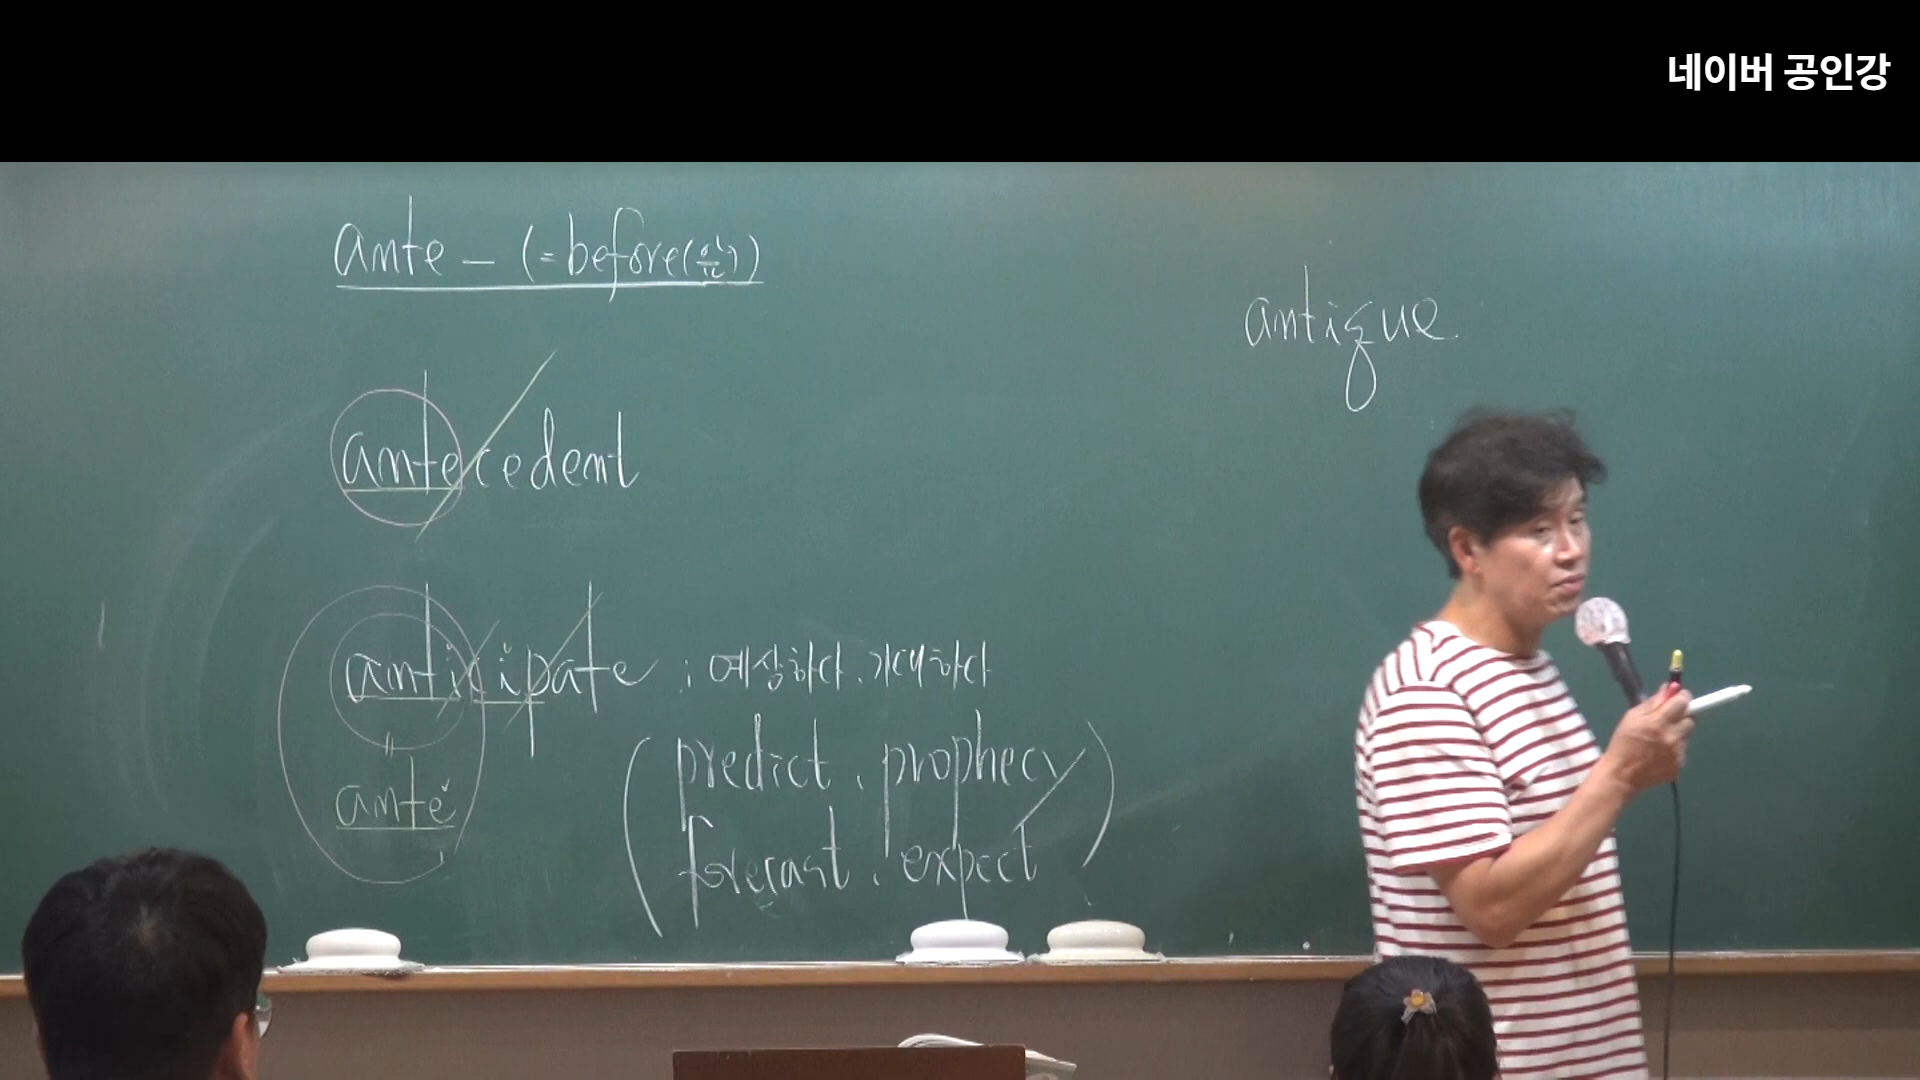 네이버 공인강
ante - (=before(앞))
antique
antecedent
anticipate ; 예상하다. 기대하다
ante
(predict. prophecy
forecast. expect)